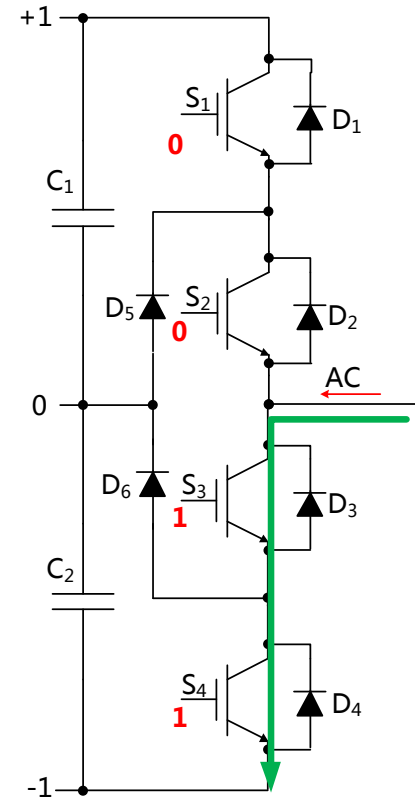 +1
S₁
D₁
0
C₁
D₅
S₂
D₂
0
AC
0
D₆
S₃
D₃
1
C₂
S₄
D₄
1
-1